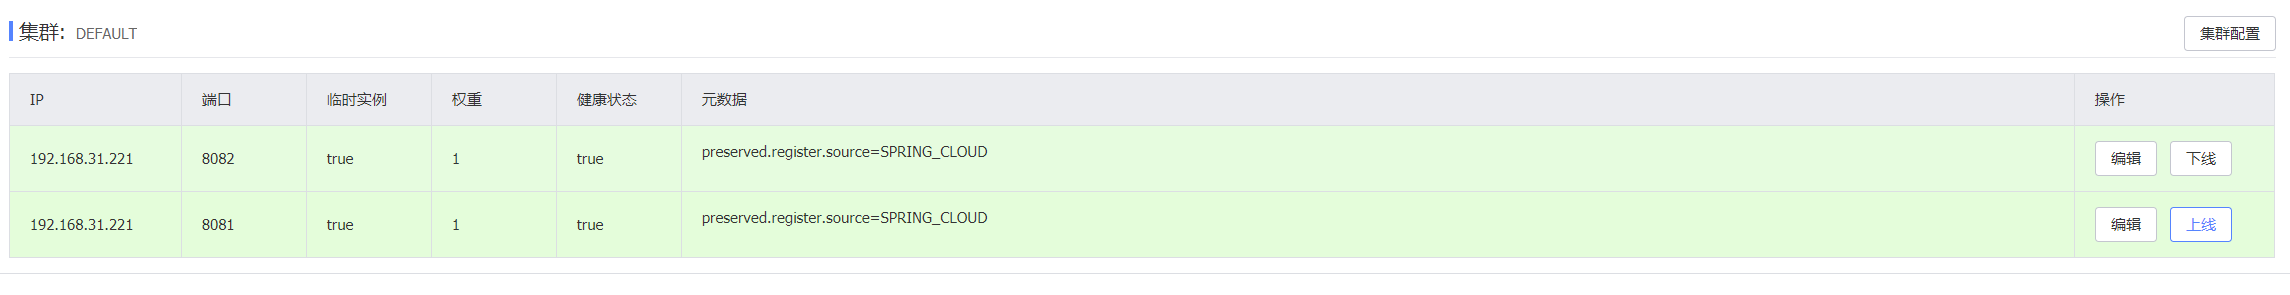 集群: DEFAULT 集群配置
IP 端口 临时实例 权重 健康状态 元数据 操作
192.168.31.221 8082 true 1 true preserved.register.source=SPRING_CLOUD 编辑 下线
192.168.31.221 8081 true 1 true preserved.register.source=SPRING_CLOUD 编辑 上线